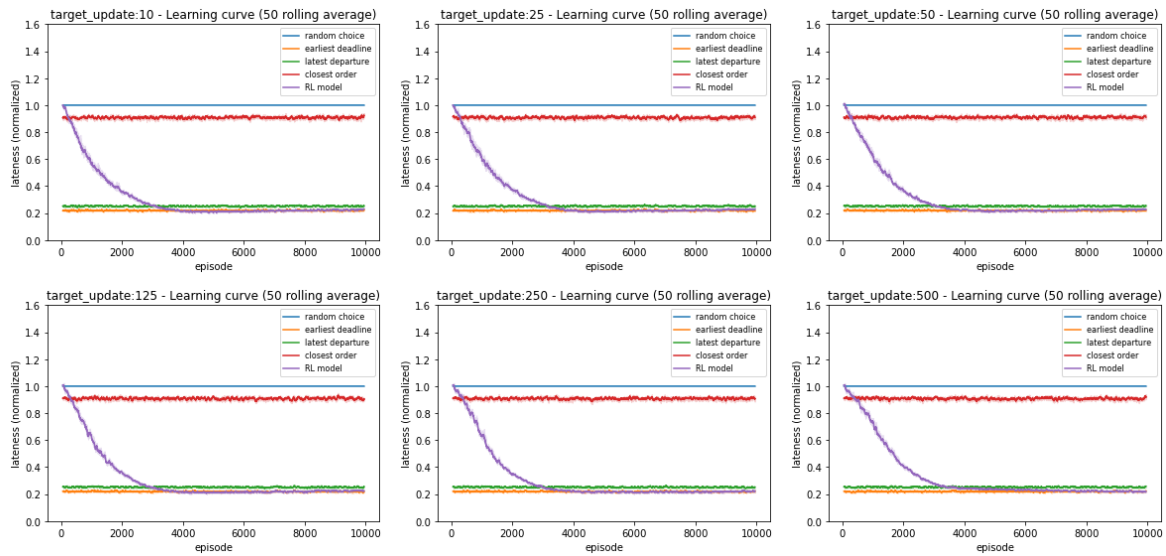 target_update:10 - Learning curve (50 rolling average)
1.6
1.4
1.2
1.0
0.8
0.6
0.4
0.2
0.0
lateness (normalized)
random choice
earliest deadline
latest departure
closest order
RL model
0 2000 4000 6000 8000 10000
episode
target_update:25 - Learning curve (50 rolling average)
1.6
1.4
1.2
1.0
0.8
0.6
0.4
0.2
0.0
lateness (normalized)
random choice
earliest deadline
latest departure
closest order
RL model
0 2000 4000 6000 8000 10000
episode
target_update:50 - Learning curve (50 rolling average)
1.6
1.4
1.2
1.0
0.8
0.6
0.4
0.2
0.0
lateness (normalized)
random choice
earliest deadline
latest departure
closest order
RL model
0 2000 4000 6000 8000 10000
episode
target_update:125 - Learning curve (50 rolling average)
1.6
1.4
1.2
1.0
0.8
0.6
0.4
0.2
0.0
lateness (normalized)
random choice
earliest deadline
latest departure
closest order
RL model
0 2000 4000 6000 8000 10000
episode
target_update:250 - Learning curve (50 rolling average)
1.6
1.4
1.2
1.0
0.8
0.6
0.4
0.2
0.0
lateness (normalized)
random choice
earliest deadline
latest departure
closest order
RL model
0 2000 4000 6000 8000 10000
episode
target_update:500 - Learning curve (50 rolling average)
1.6
1.4
1.2
1.0
0.8
0.6
0.4
0.2
0.0
lateness (normalized)
random choice
earliest deadline
latest departure
closest order
RL model
0 2000 4000 6000 8000 10000
episode